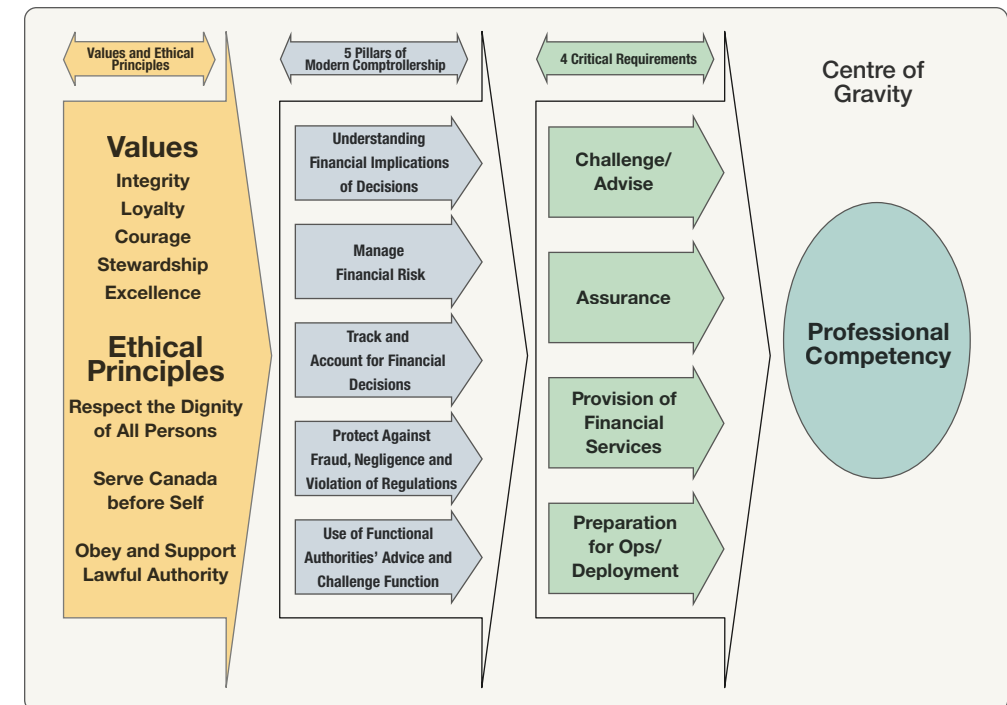 Values and Ethical
Principles
Values
Integrity
Loyalty
Courage
Stewardship
Excellence
Ethical
Principles
Respect the Dignity
of All Persons
Serve Canada
before Self
Obey and Support
Lawful Authority
5 Pillars of
Modern Comptrollership
Understanding
Financial Implications
of Decisions
Manage
Financial Risk
Track and
Account for Financial
Decisions
Protect Against
Fraud, Negligence and
Violation of Regulations
Use of Functional
Authorities’ Advice and
Challenge Function
4 Critical Requirements
Challenge/
Advise
Assurance
Provision of
Financial
Services
Preparation
for Ops/
Deployment
Centre of
Gravity
Professional
Competency